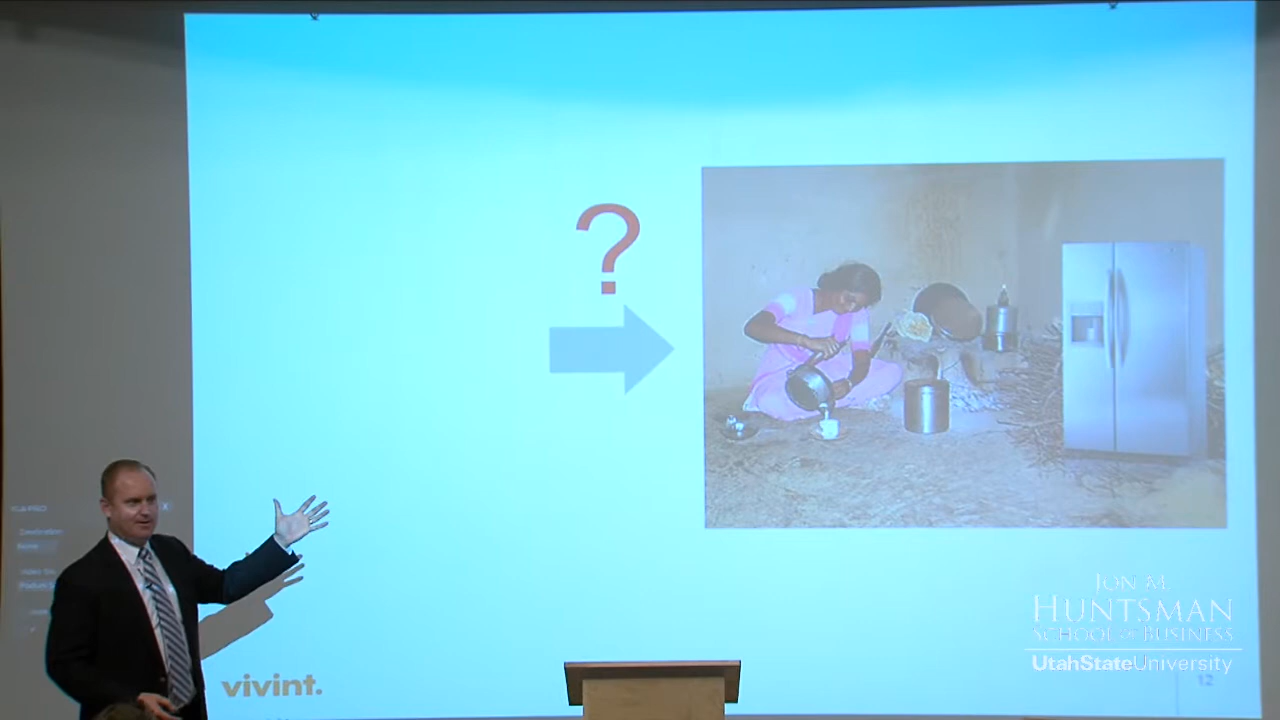 ?
vivint.
JON M.
HUNTSMAN
SCHOOL OF BUSINESS
UtahStateUniversity
12